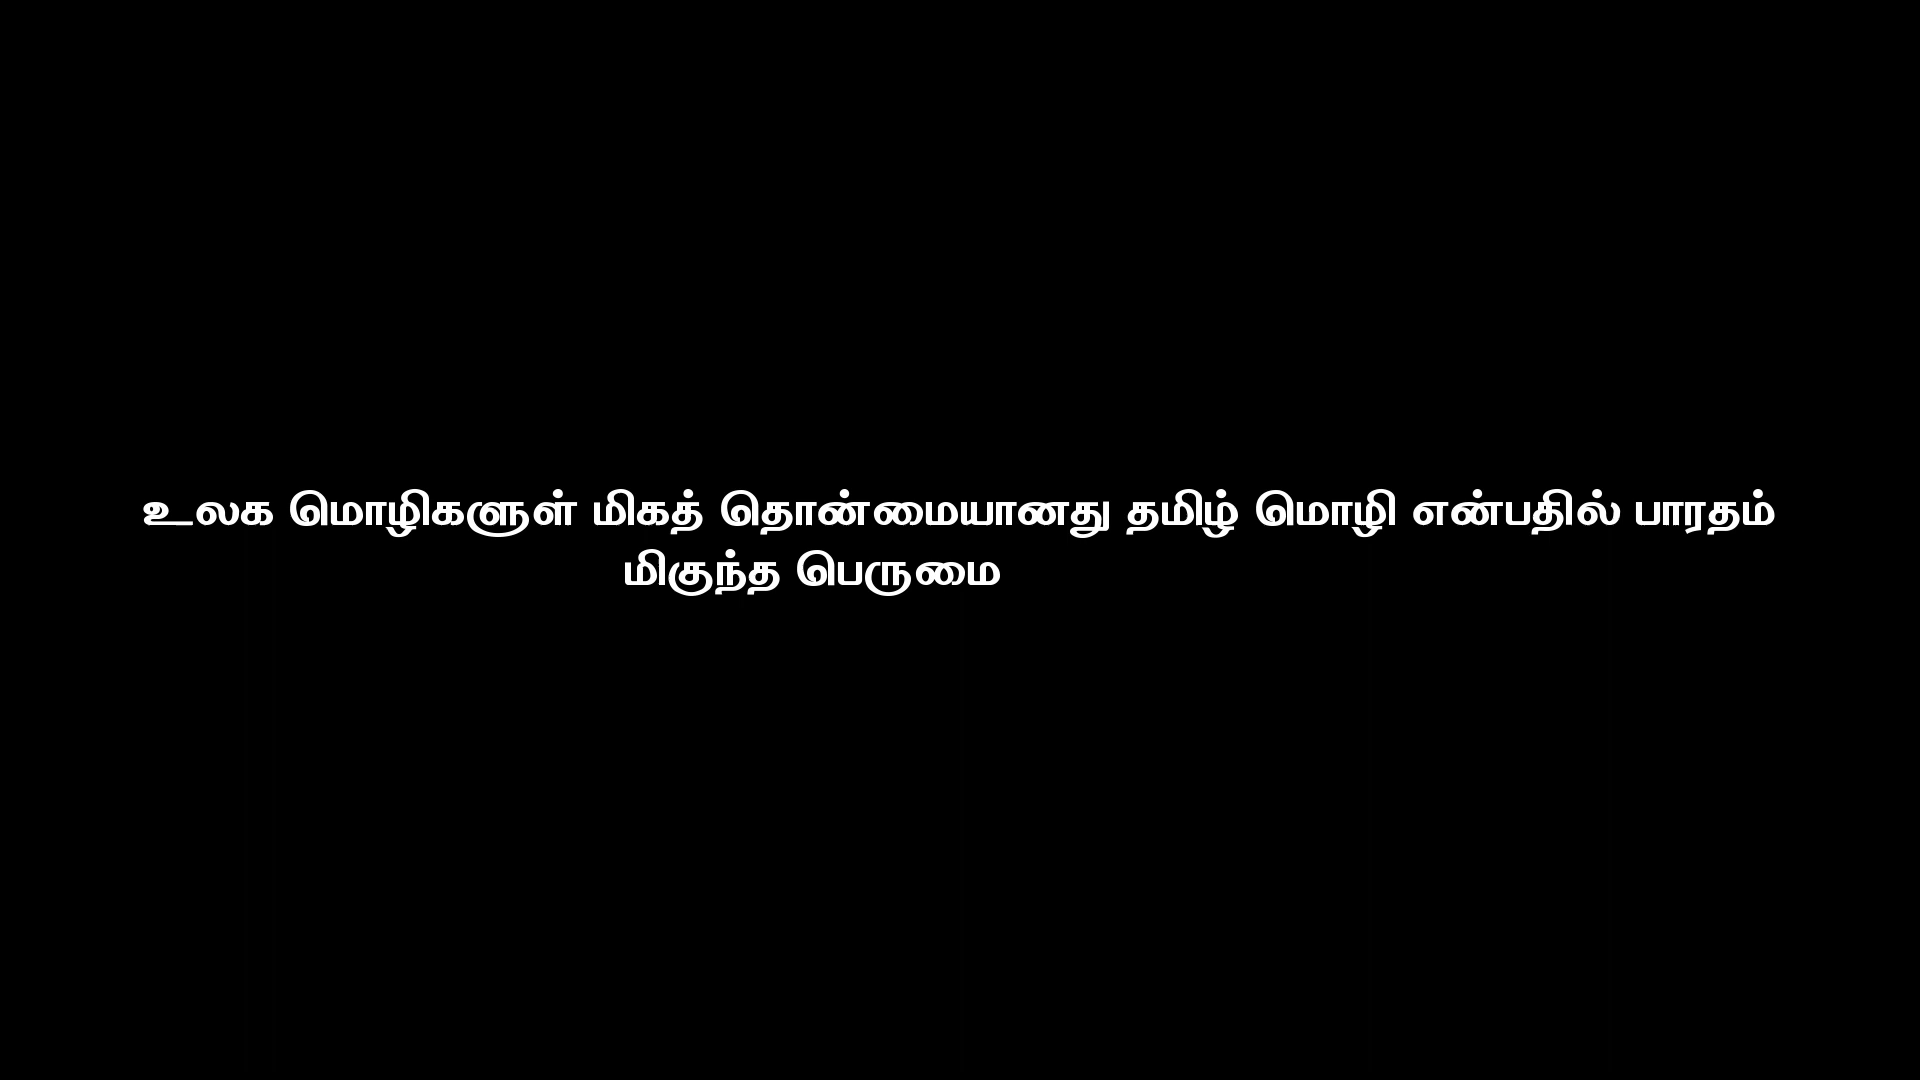 உலக மொழிகளுள் மிகத் தொன்மையானது தமிழ் மொழி என்பதில் பாரதம்
மிகுந்த பெருமை